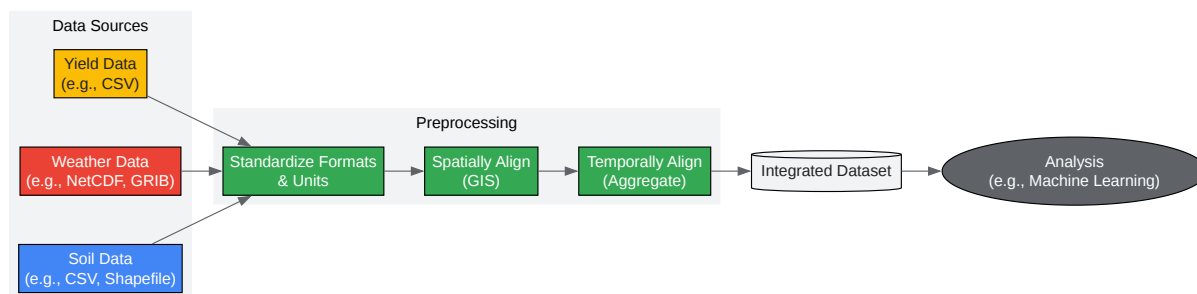 Data Sources
Yield Data
(e.g., CSV)
Weather Data
(e.g., NetCDF, GRIB)
Soil Data
(e.g., CSV, Shapefile)
Preprocessing
Standardize Formats
& Units
Spatially Align
(GIS)
Temporally Align
(Aggregate)
Integrated Dataset
Analysis
(e.g., Machine Learning)